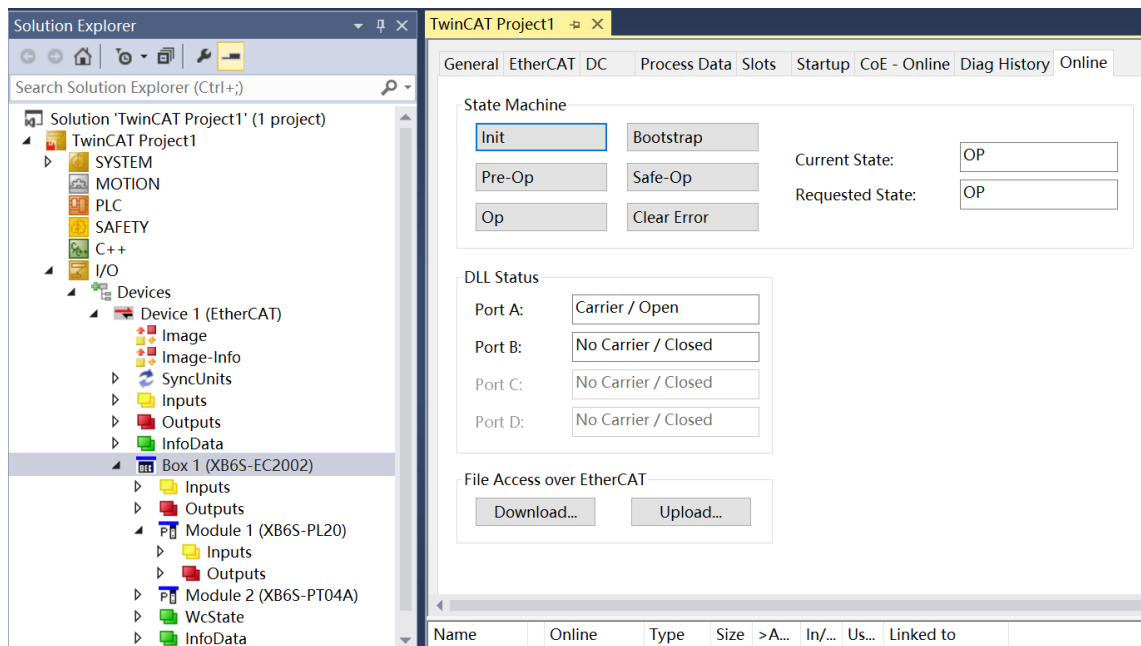 Solution Explorer
Search Solution Explorer (Ctrl+;)
Solution 'TwinCAT Project1' (1 project)
TwinCAT Project1
SYSTEM
MOTION
PLC
SAFETY
C++
I/O
Devices
Device 1 (EtherCAT)
Image
Image-Info
SyncUnits
Inputs
Outputs
InfoData
Box 1 (XB6S-EC2002)
Inputs
Outputs
Module 1 (XB6S-PL20)
Inputs
Outputs
Module 2 (XB6S-PT04A)
WcState
InfoData
TwinCAT Project1
General EtherCAT DC Process Data Slots Startup CoE - Online Diag History Online
State Machine
Init Bootstrap
Pre-Op Safe-Op
Op Clear Error
Current State: OP
Requested State: OP
DLL Status
Port A: Carrier / Open
Port B: No Carrier / Closed
Port C: No Carrier / Closed
Port D: No Carrier / Closed
File Access over EtherCAT
Download... Upload...
Name Online Type Size >A... In/... Us... Linked to